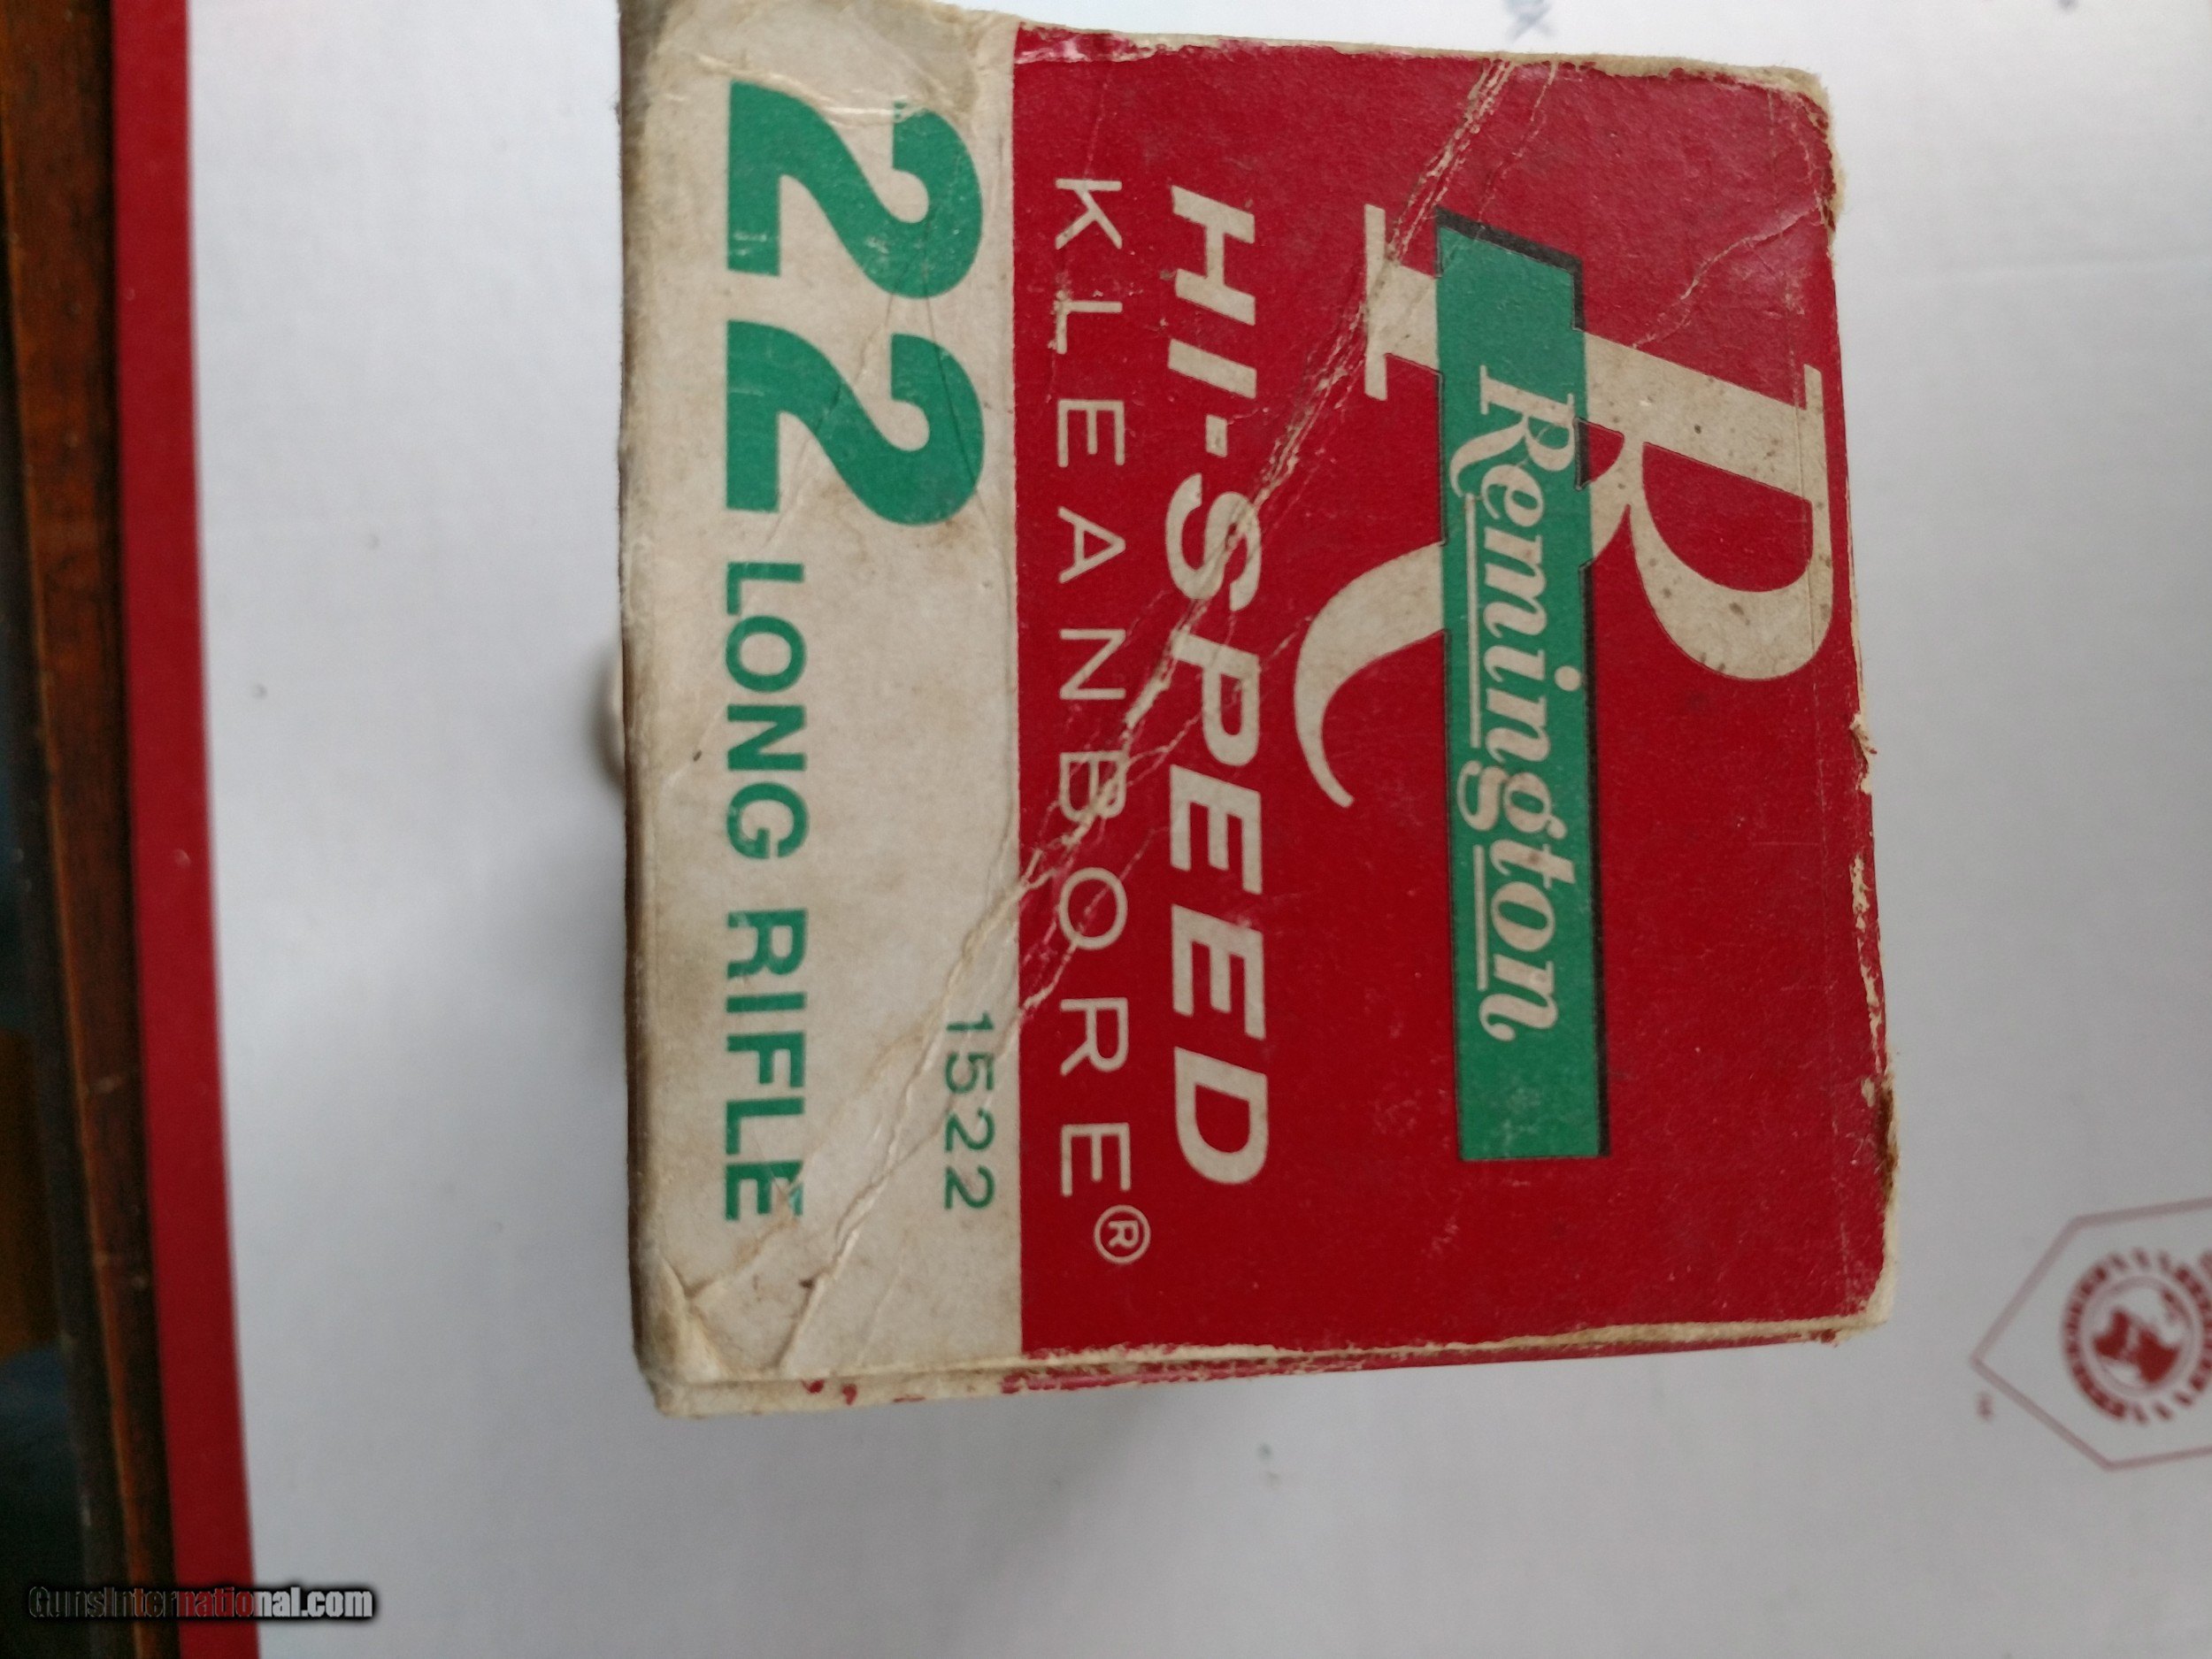 R
Remington
HI-SPEED
KLEANBORE®
1522
22 LONG RIFLE
GunsInternational.com